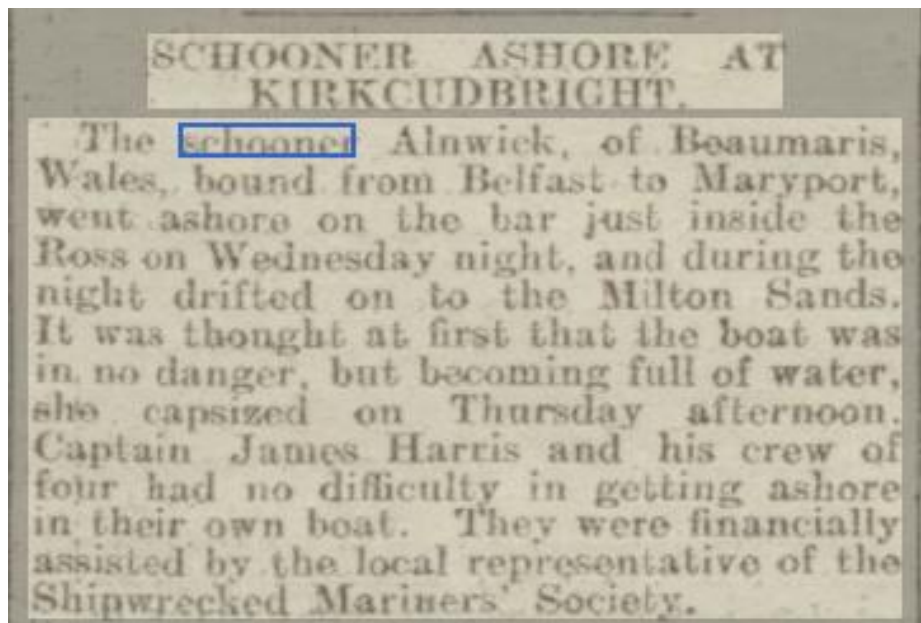 SCHOONER ASHORE AT
KIRKCUDBRIGHT.
The schooner Alnwick, of Beaumaris,
Wales, bound from Belfast to Maryport,
went ashore on the bar just inside the
Ross on Wednesday night, and during the
night drifted on to the Milton Sands.
It was thought at first that the boat was
in no danger, but becoming full of water,
she capsized on Thursday afternoon.
Captain James Harris and his crew of
four had no difficulty in getting ashore
in their own boat. They were financially
assisted by the local representative of the
Shipwrecked Mariners' Society.